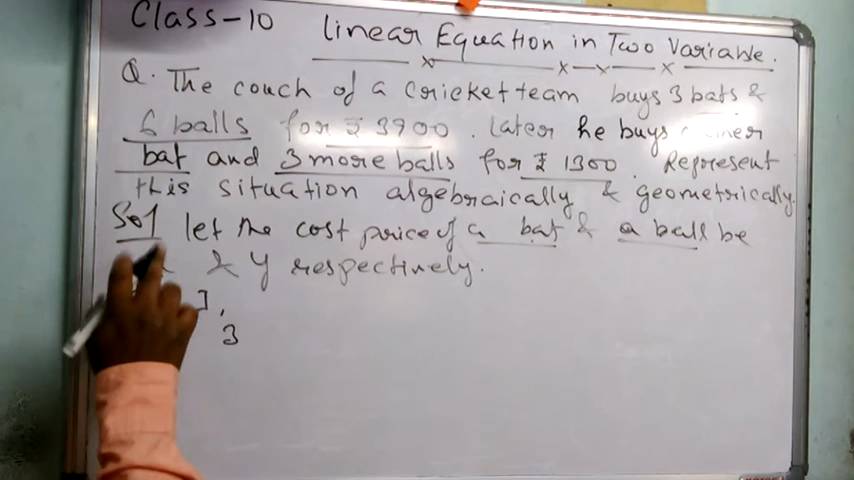 Class-10
linear Equation in Two Variable.
Q. The couch of a cricket team buys 3 bats &
6 balls for ₹ 3900. Later he buys
bat and 3 more balls for ₹ 1300. Represent
this situation algebraically & geometrically.
Sol let the cost price of a bat & a ball be
& y respectively.
3